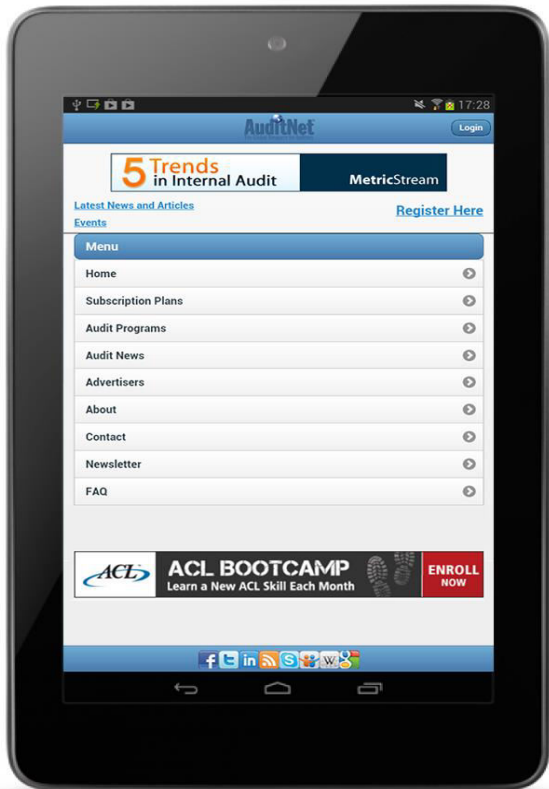 17:28
AuditNet
Login
5 Trends
in Internal Audit
MetricStream
Latest News and Articles
Register Here
Events
Menu
Home
Subscription Plans
Audit Programs
Audit News
Advertisers
About
Contact
Newsletter
FAQ
ACL
ACL BOOTCAMP
Learn a New ACL Skill Each Month
ENROLL
NOW
f t in S W 8